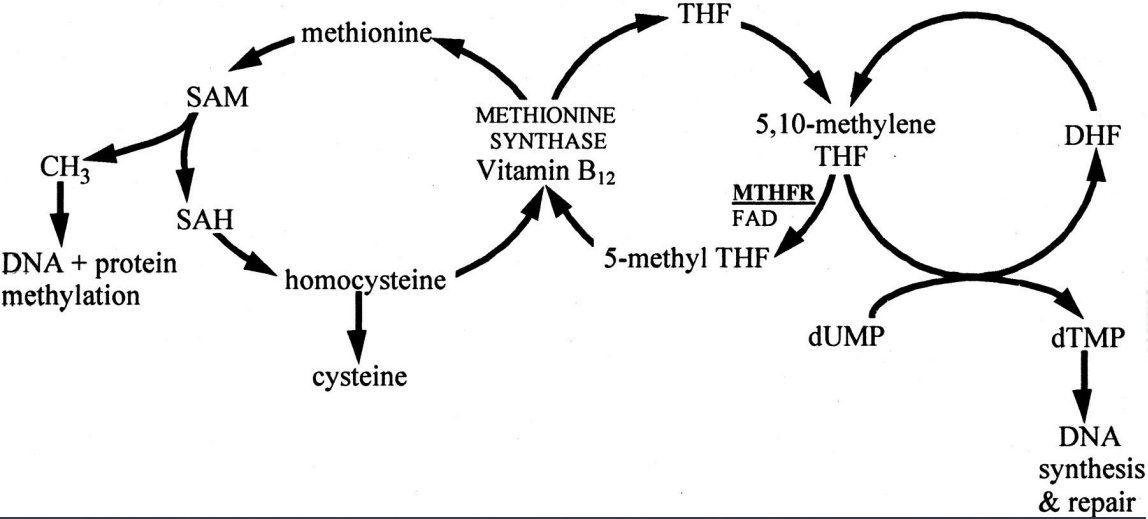 THF
methionine
SAM
METHIONINE
SYNTHASE
Vitamin B12
5,10-methylene
THF
DHF
CH3
MTHFR
FAD
SAH
DNA + protein
methylation
homocysteine
5-methyl THF
dUMP
dTMP
cysteine
DNA
synthesis
& repair